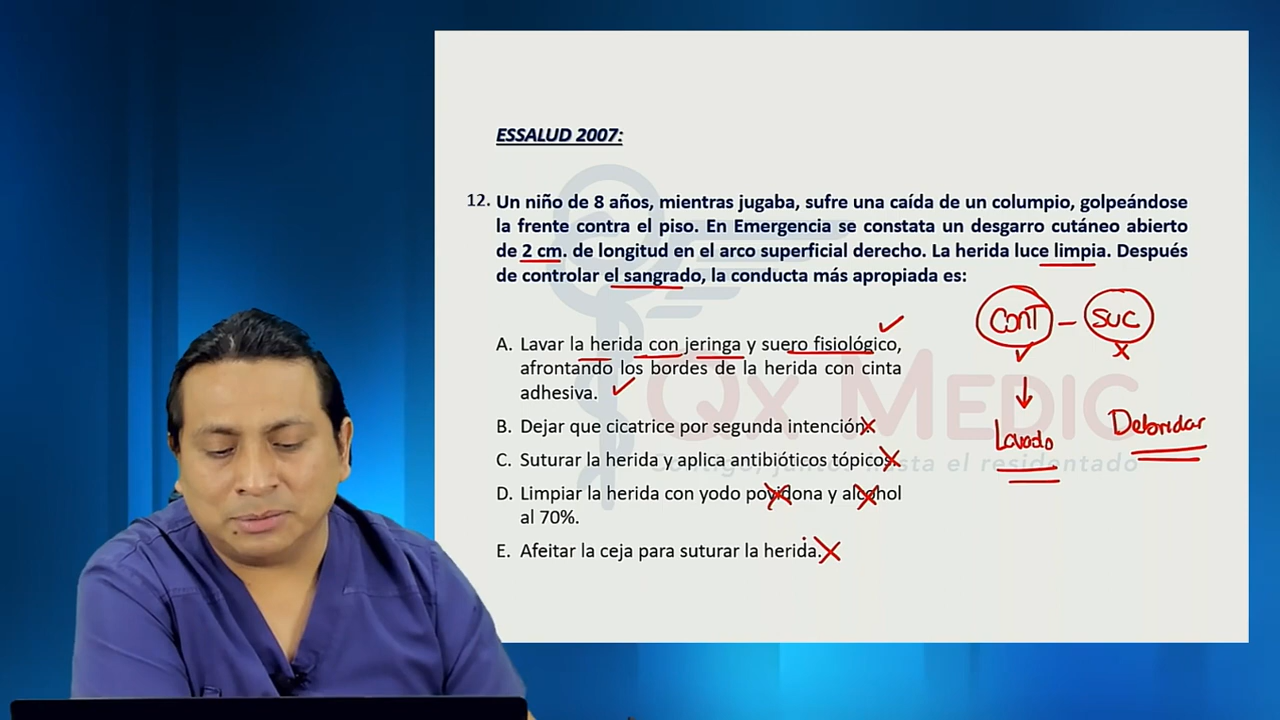 ESSALUD 2007:
12. Un niño de 8 años, mientras jugaba, sufre una caída de un columpio, golpeándose
la frente contra el piso. En Emergencia se constata un desgarro cutáneo abierto
de 2 cm. de longitud en el arco superficial derecho. La herida luce limpia. Después
de controlar el sangrado, la conducta más apropiada es:
CONT - SUC
A. Lavar la herida con jeringa y suero fisiológico,
afrontando los bordes de la herida con cinta
adhesiva.
B. Dejar que cicatrice por segunda intención
C. Suturar la herida y aplica antibióticos tópicos.
D. Limpiar la herida con yodo povidona y alcohol
al 70%.
E. Afeitar la ceja para suturar la herida.
Lavado
Debridar
Qx MEDIC
Contigo, juntos hasta el residentado